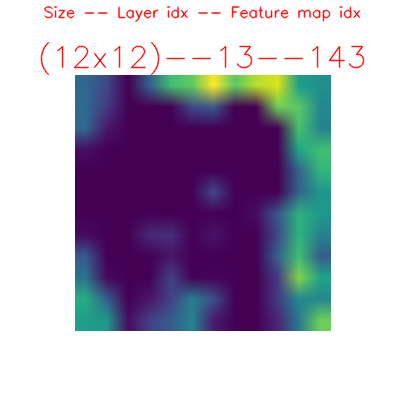 Size -- Layer idx -- Feature map idx
(12x12)--13--143